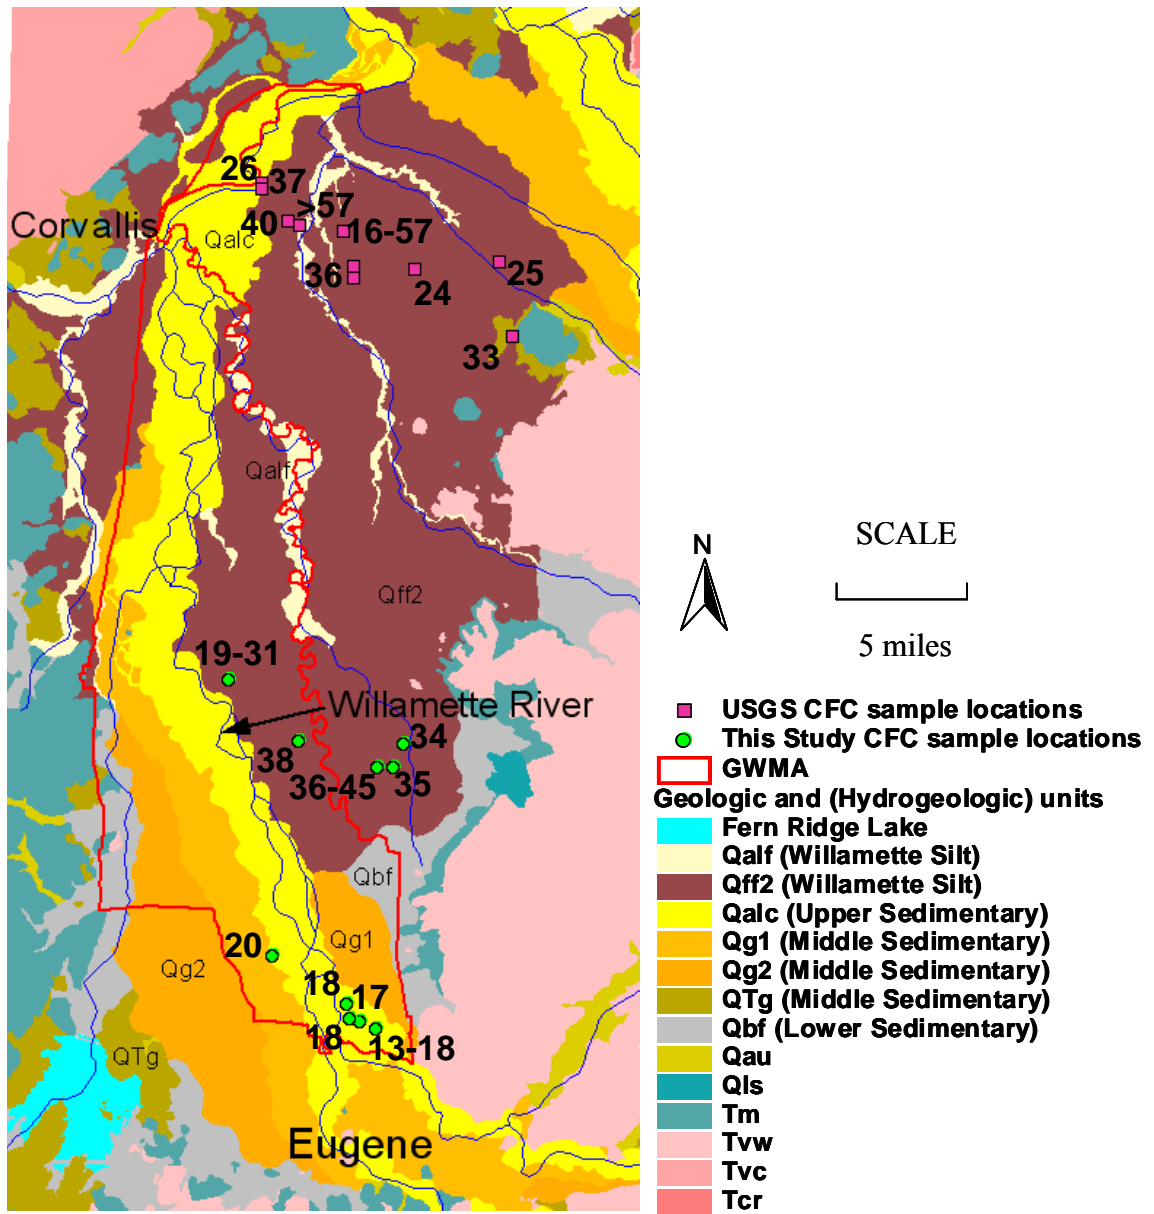 26
37
>57
Corvallis
40
16-57
Qalc
36
25
24
33
Qalf
Qff2
19-31
Willamette River
38
34
36-45
35
Qbf
20
Qg1
Qg2
18
17
18
13-18
QTg
Eugene
SCALE
N
5 miles
USGS CFC sample locations
This Study CFC sample locations
GWMA
Geologic and (Hydrogeologic) units
Fern Ridge Lake
Qalf (Willamette Silt)
Qff2 (Willamette Silt)
Qalc (Upper Sedimentary)
Qg1 (Middle Sedimentary)
Qg2 (Middle Sedimentary)
QTg (Middle Sedimentary)
Qbf (Lower Sedimentary)
Qau
Qls
Tm
Tvw
Tvc
Tcr